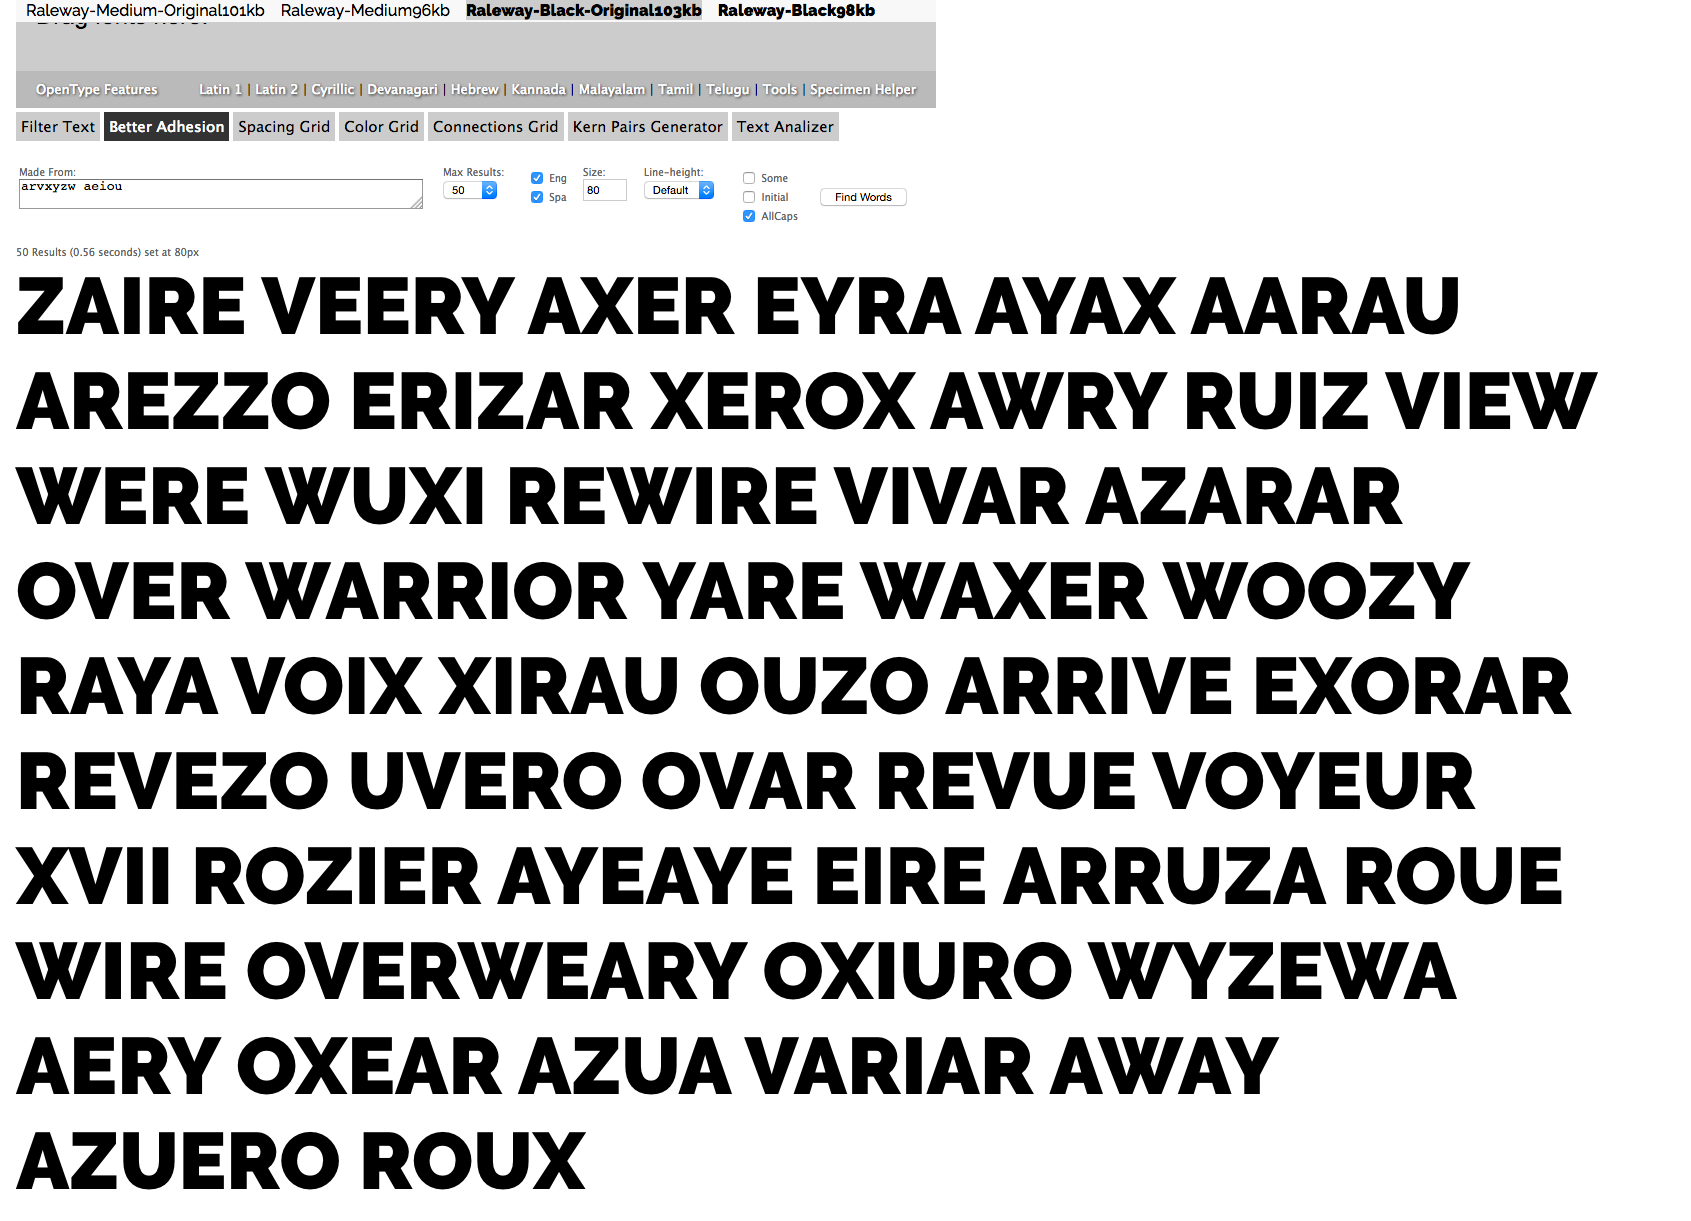 Raleway-Medium-Original101kb Raleway-Medium96kb Raleway-Black-Original103kb Raleway-Black98kb
OpenType Features Latin 1 | Latin 2 | Cyrillic | Devanagari | Hebrew | Kannada | Malayalam | Tamil | Telugu | Tools | Specimen Helper
Filter Text Better Adhesion Spacing Grid Color Grid Connections Grid Kern Pairs Generator Text Analizer
Made From: Max Results: Size: Line-height:
arvxyzw aeiou 50 Eng Spa 80 Default Some Initial AllCaps Find Words
50 Results (0.56 seconds) set at 80px
ZAIRE VEERY AXER EYRA AYAX AARAU
AREZZO ERIZAR XEROX AWRY RUIZ VIEW
WERE WUXI REWIRE VIVAR AZARAR
OVER WARRIOR YARE WAXER WOOZY
RAYA VOIX XIRAU OUZO ARRIVE EXORAR
REVEZO UVERO OVAR REVUE VOYEUR
XVII ROZIER AYEAYE EIRE ARRUZA ROUE
WIRE OVERWEARY OXIURO WYZEWA
AERY OXEAR AZUA VARIAR AWAY
AZUERO ROUX